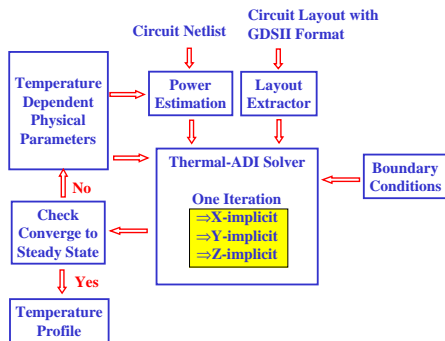 Circuit Netlist
Circuit Layout with
GDSII Format
Temperature
Dependent
Physical
Parameters
Power
Estimation
Layout
Extractor
Thermal-ADI Solver
One Iteration
⇒X-implicit
⇒Y-implicit
⇒Z-implicit
Boundary
Conditions
No
Check
Converge to
Steady State
Yes
Temperature
Profile